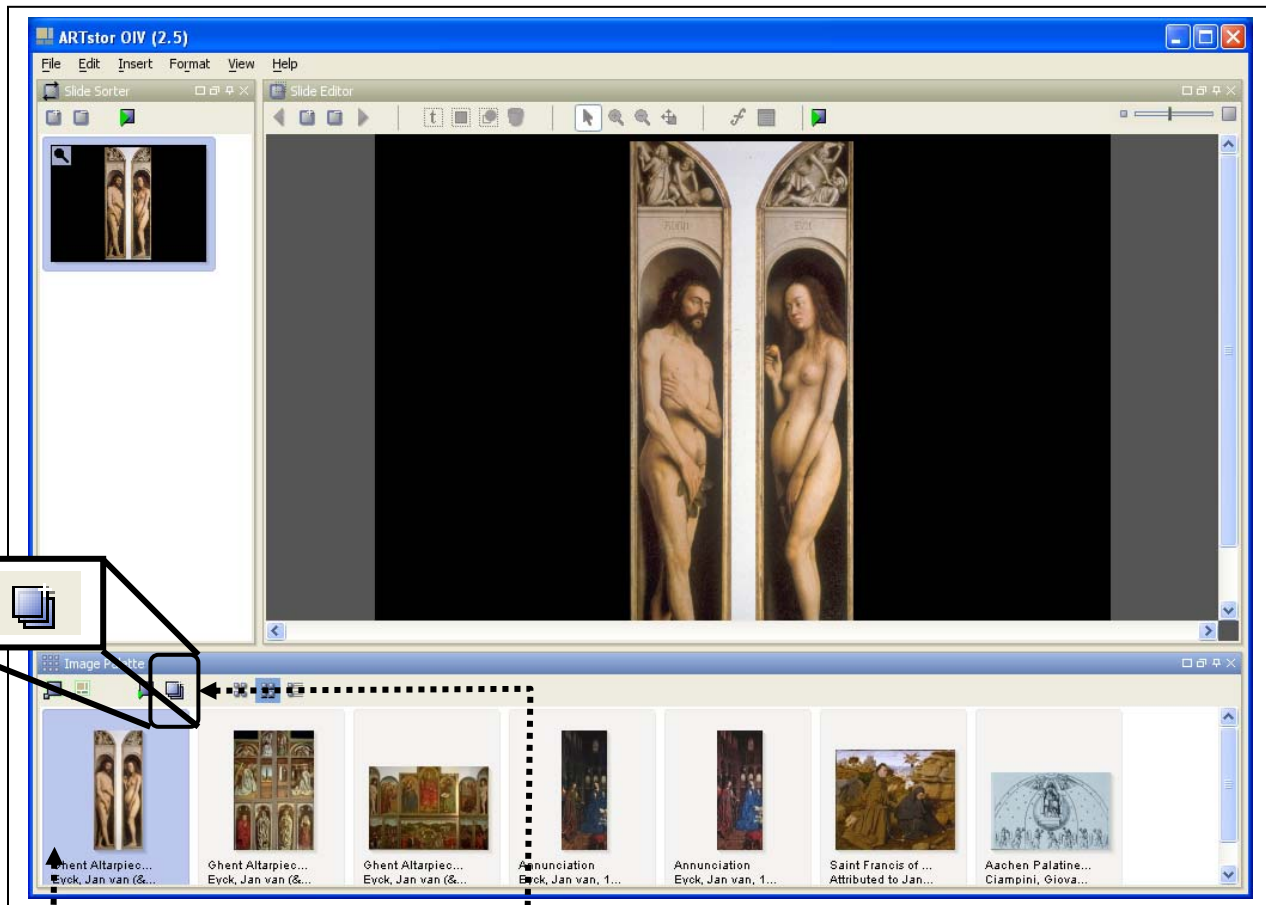 ARTstor OIV (2.5)
File Edit Insert Format View Help
Slide Sorter
Slide Editor
Image Palette
Ghent Altarpiec...
Eyck, Jan van (&...
Ghent Altarpiec...
Eyck, Jan van (&...
Ghent Altarpiec...
Eyck, Jan van (&...
Annunciation
Eyck, Jan van, 1...
Annunciation
Eyck, Jan van, 1...
Saint Francis of ...
Attributed to Jan...
Aachen Palatine...
Ciampini, Giova...